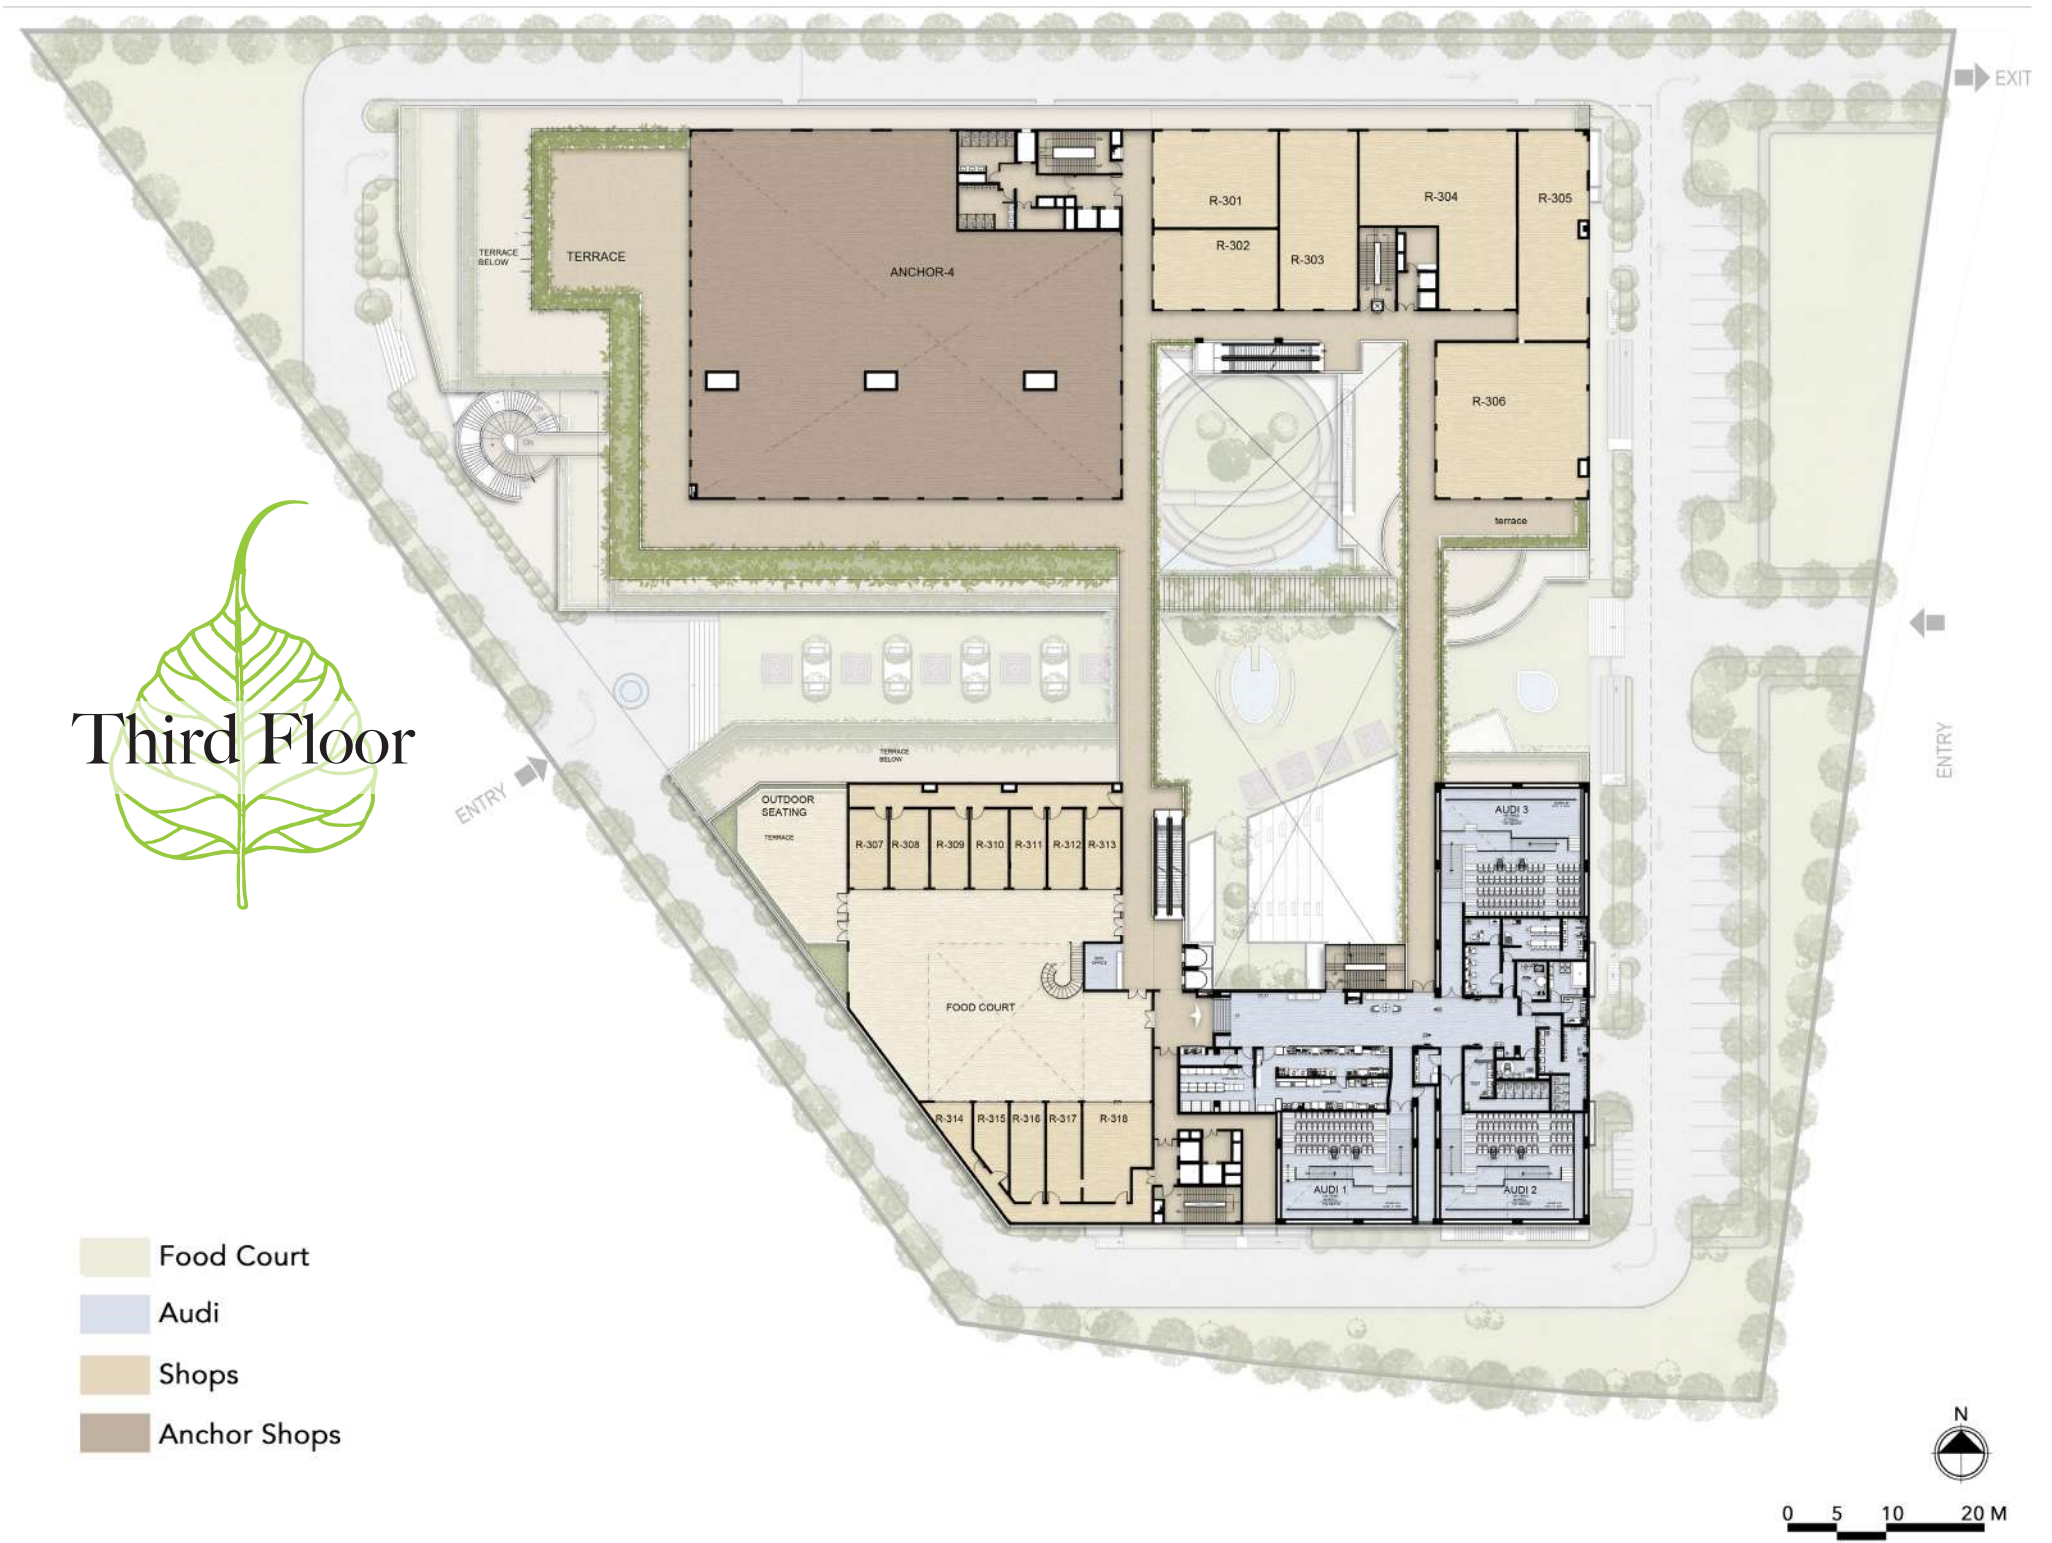 EXIT
R-301
R-304
R-305
R-302
TERRACE
BELOW
TERRACE
R-303
ANCHOR-4
R-306
DN
terrace
Third Floor
ENTRY
TERRACE
BELOW
ENTRY
OUTDOOR
SEATING
TERRACE
AUDI 3
R-307
R-308
R-309
R-310
R-311
R-312
R-313
FOOD COURT
R-314
R-315
R-316
R-317
R-318
AUDI 1
AUDI 2
Food Court
Audi
Shops
Anchor Shops
N
0 5 10 20 M